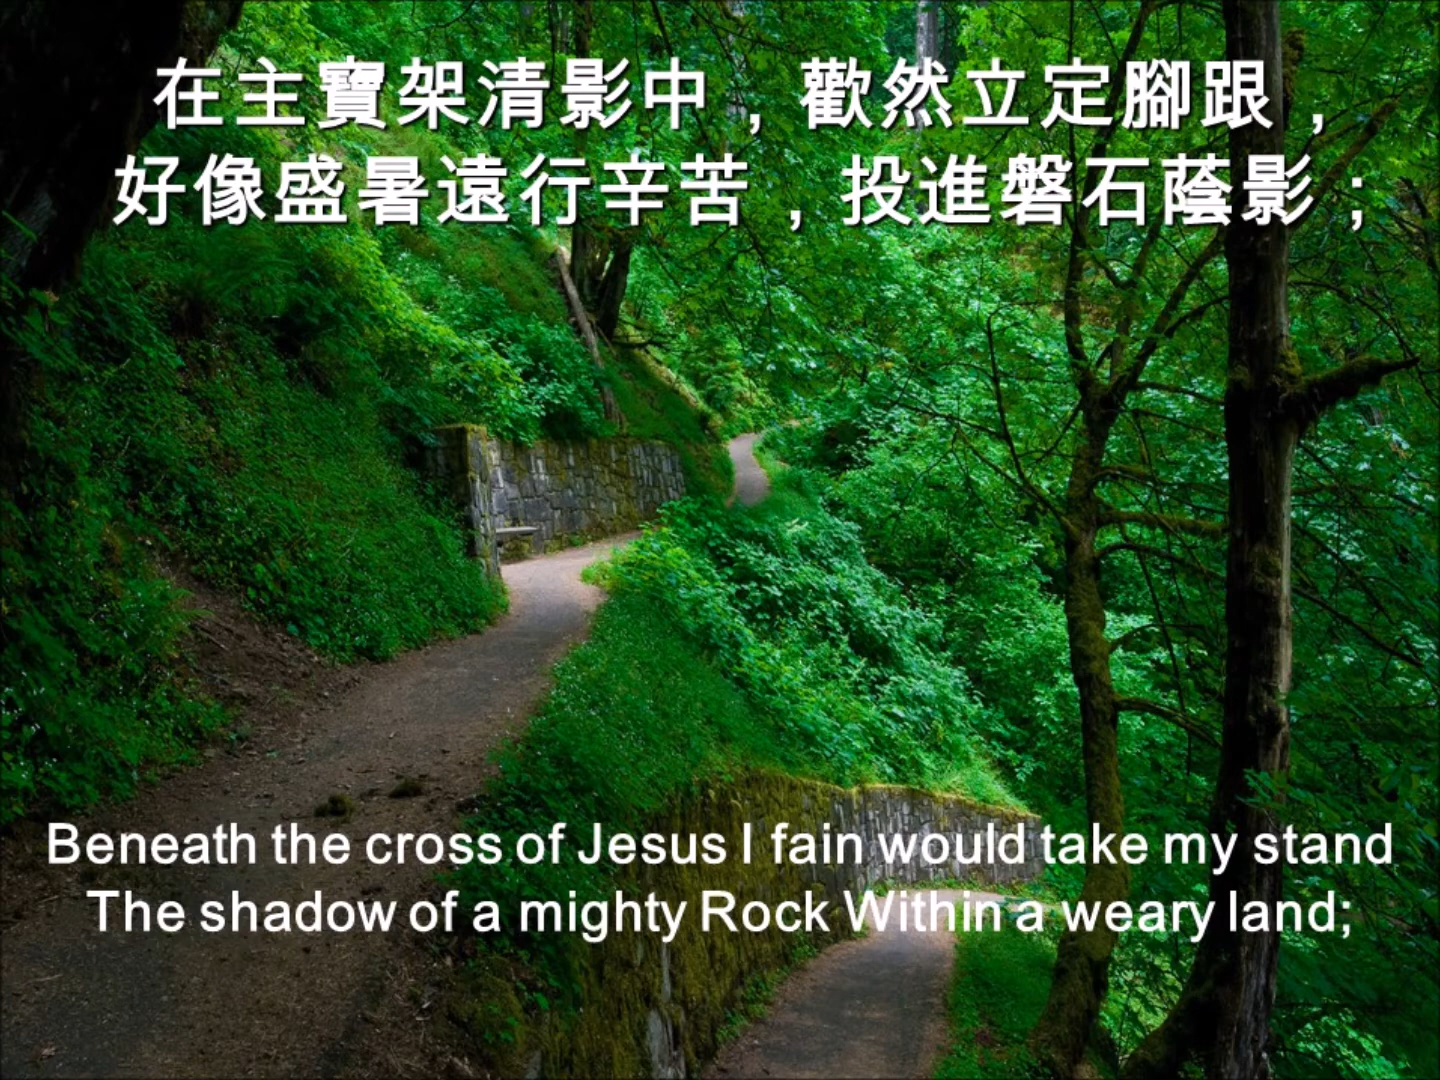 在主寶架清影中，歡然立定腳跟，
好像盛暑遠行辛苦，投進磐石蔭影；
Beneath the cross of Jesus I fain would take my stand
The shadow of a mighty Rock Within a weary land;